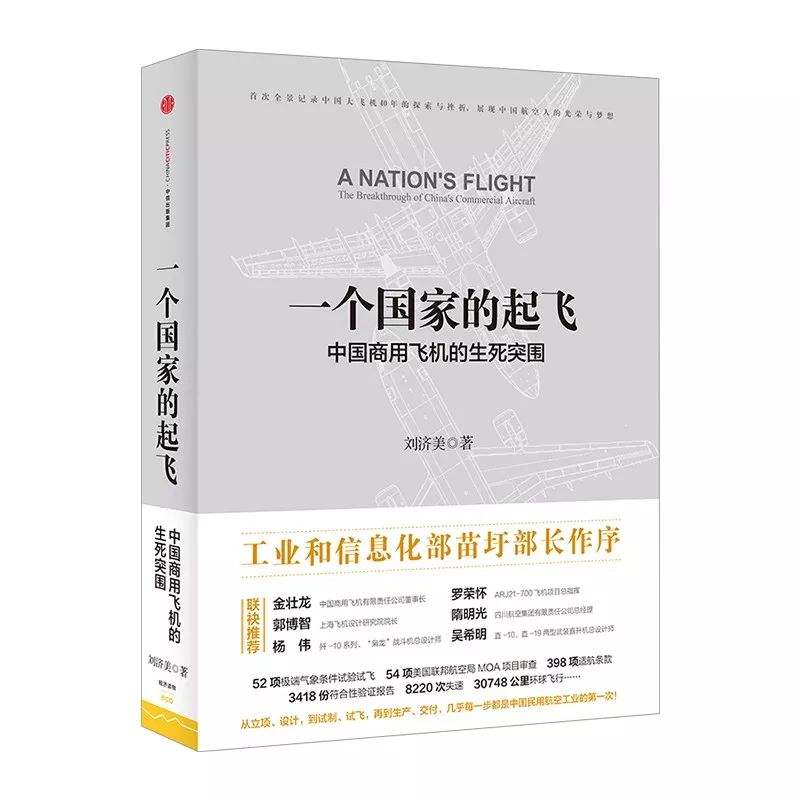 首次全景记录中国大飞机40年的探索与挫折,展现中国航空人的光荣与梦想
A NATION'S FLIGHT
The Breakthrough of China's Commercial Aircraft
一个国家的起飞
中国商用飞机的生死突围
刘济美◎著
工业和信息化部苗圩部长作序
联袂推荐
金壮龙 中国商用飞机有限责任公司董事长
郭博智 上海飞机设计研究院院长
杨 伟 歼-10系列、“枭龙”战斗机总设计师
罗荣怀 ARJ21-700飞机项目总指挥
隋明光 四川航空集团有限责任公司总经理
吴希明 直-10、直-19两型武装直升机总设计师
52项极端气象条件试验试飞 54项美国联邦航空局MOA项目审查 398项适航条款
3418份符合性验证报告 8220次失速 30748公里环球飞行……
从立项、设计,到试制、试飞,再到生产、交付,几乎每一步都是中国民用航空工业的第一次!
CHINACITICPRESS
中信出版集团
一个国家的起飞
中国商用飞机的
生死突围
刘济美◎著